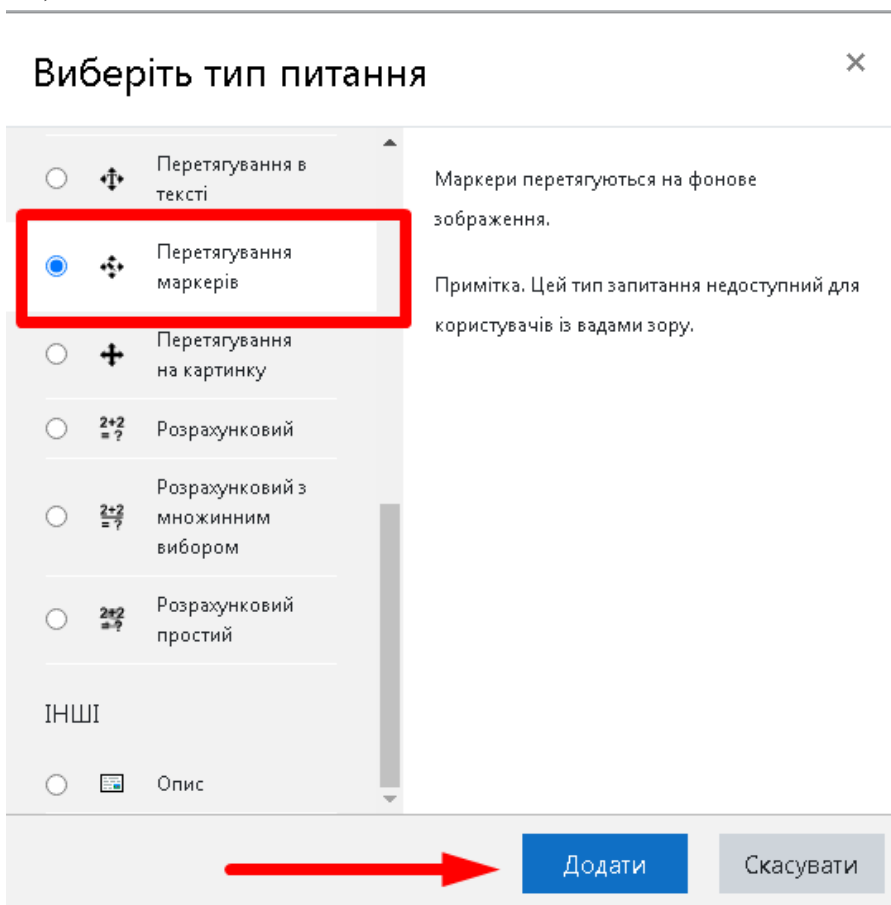 Виберіть тип питання
×
Перетягування в
тексті
Перетягування
маркерів
Перетягування
на картинку
2+2
= ?
Розрахунковий
2+2
= ?
Розрахунковий з
множинним
вибором
2+2
= ?
Розрахунковий
простий
ІНШІ
Опис
Маркери перетягуються на фонове
зображення.
Примітка. Цей тип запитання недоступний для
користувачів із вадами зору.
Додати
Скасувати